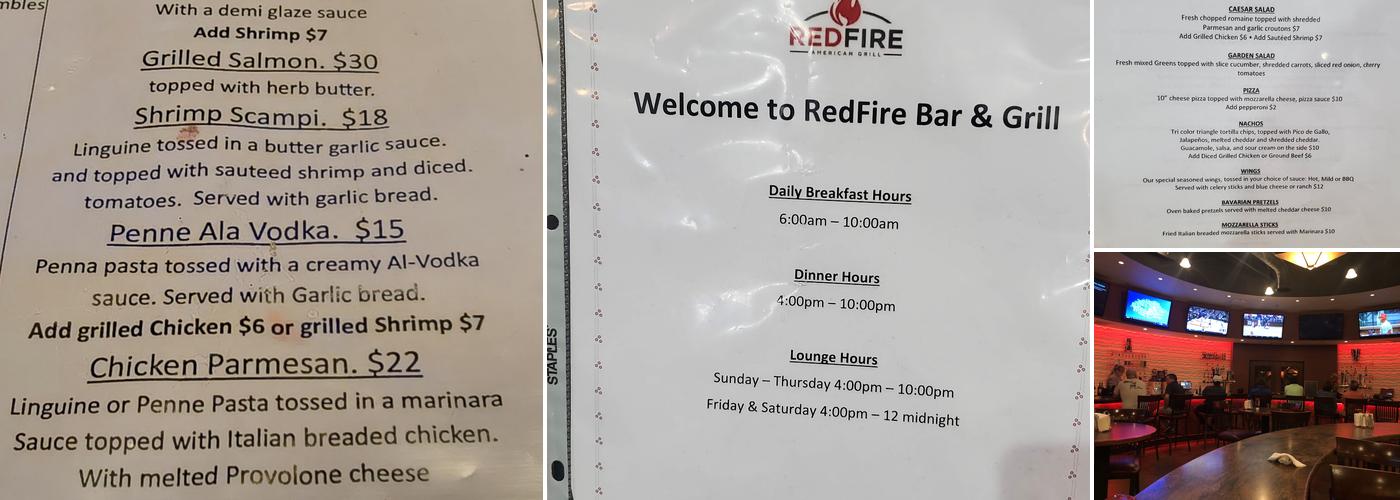 mbles
With a demi glaze sauce
Add Shrimp $7
Grilled Salmon. $30
topped with herb butter.
Shrimp Scampi. $18
Linguine tossed in a butter garlic sauce.
and topped with sauteed shrimp and diced.
tomatoes. Served with garlic bread.
Penne Ala Vodka. $15
Penna pasta tossed with a creamy Al-Vodka
sauce. Served with Garlic bread.
Add grilled Chicken $6 or grilled Shrimp $7
Chicken Parmesan. $22
Linguine or Penne Pasta tossed in a marinara
Sauce topped with Italian breaded chicken.
With melted Provolone cheese
STAPLES
REDFIRE
AMERICAN GRILL
Welcome to RedFire Bar & Grill
Daily Breakfast Hours
6:00am – 10:00am
Dinner Hours
4:00pm – 10:00pm
Lounge Hours
Sunday – Thursday 4:00pm – 10:00pm
Friday & Saturday 4:00pm – 12 midnight
CAESAR SALAD
Fresh chopped romaine topped with shredded
Parmesan and garlic croutons $7
Add Grilled Chicken $6 • Add Sautéed Shrimp $7
GARDEN SALAD
Fresh mixed Greens topped with slice cucumber, shredded carrots, sliced red onion, cherry
tomatoes
PIZZA
10" cheese pizza topped with mozzarella cheese, pizza sauce $10
Add pepperoni $2
NACHOS
Tri color triangle tortilla chips, topped with Pico de Gallo,
Jalapeños, melted cheddar and shredded cheddar.
Guacamole, salsa, and sour cream on the side $10
Add Diced Grilled Chicken or Ground Beef $6
WINGS
Our special seasoned wings, tossed in your choice of sauce: Hot, Mild or BBQ
Served with celery sticks and blue cheese or ranch $12
BAVARIAN PRETZELS
Oven baked pretzels served with melted cheddar cheese $10
MOZZARELLA STICKS
Fried Italian breaded mozzarella sticks served with Marinara $10